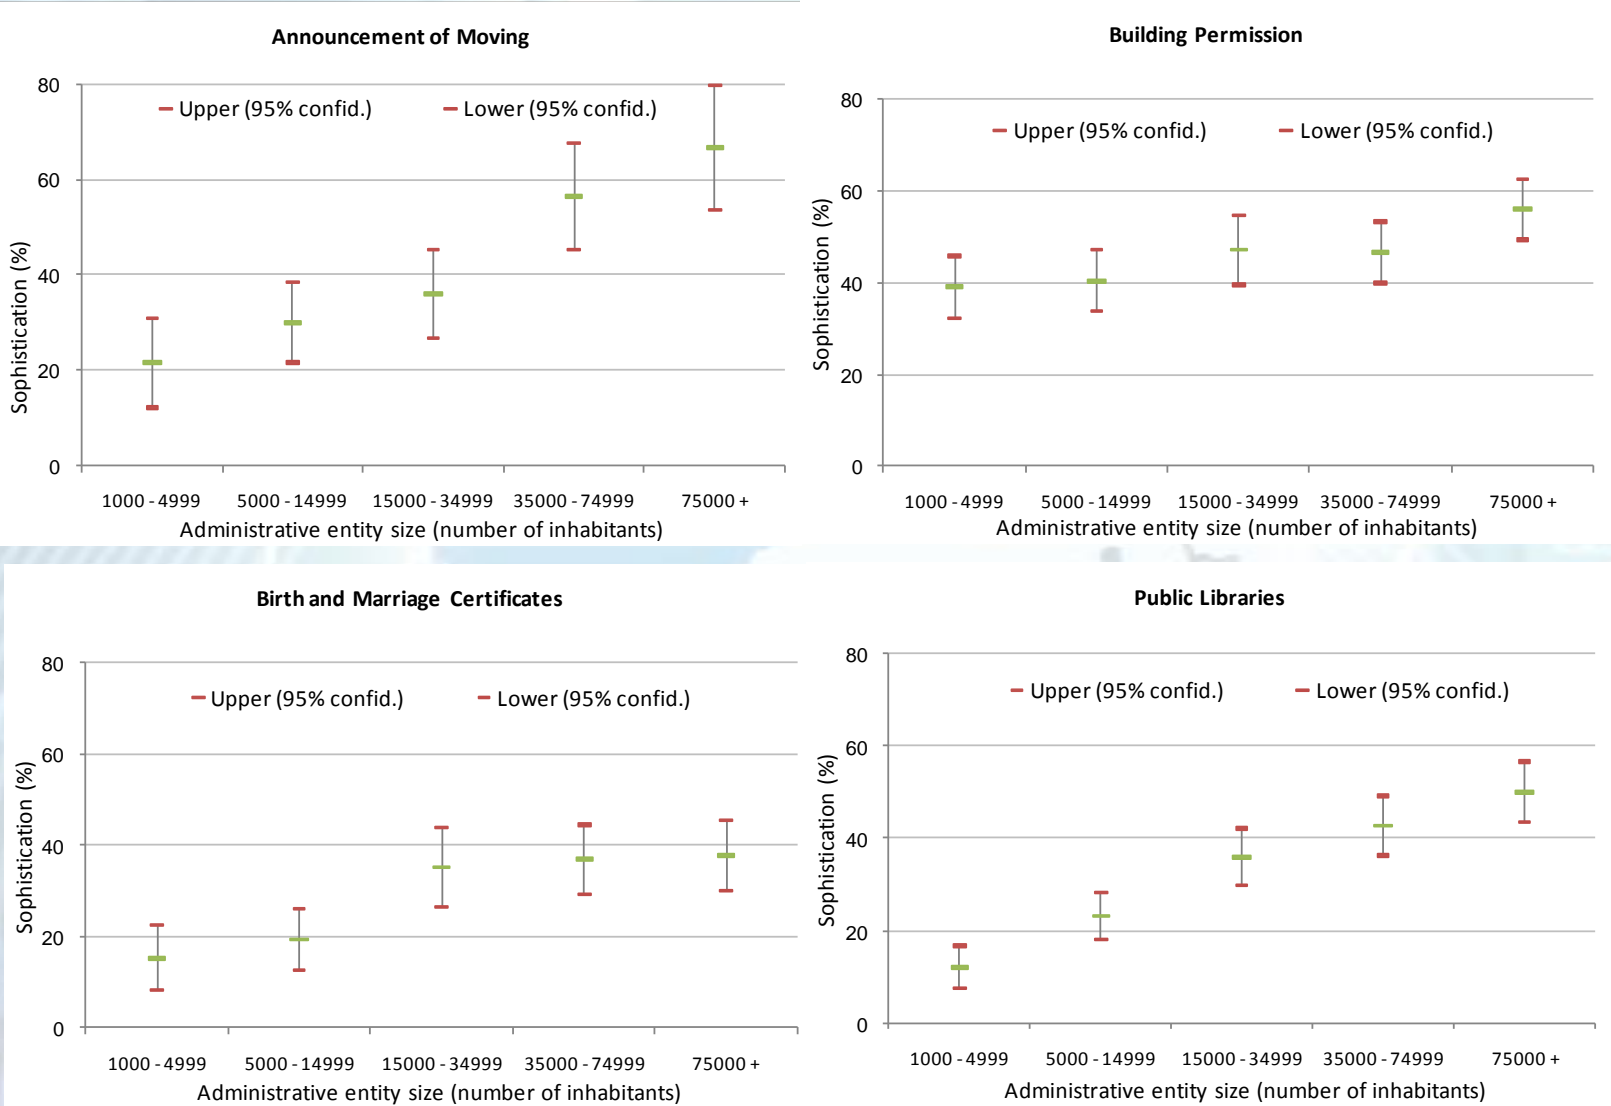 Announcement of Moving
80
Upper (95% confid.) Lower (95% confid.)
60
Sophistication (%)
40
20
0
1000 - 4999 5000 - 14999 15000 - 34999 35000 - 74999 75000 +
Administrative entity size (number of inhabitants)
Building Permission
80
Upper (95% confid.) Lower (95% confid.)
60
Sophistication (%)
40
20
0
1000 - 4999 5000 - 14999 15000 - 34999 35000 - 74999 75000 +
Administrative entity size (number of inhabitants)
Birth and Marriage Certificates
80
Upper (95% confid.) Lower (95% confid.)
60
Sophistication (%)
40
20
0
1000 - 4999 5000 - 14999 15000 - 34999 35000 - 74999 75000 +
Administrative entity size (number of inhabitants)
Public Libraries
80
Upper (95% confid.) Lower (95% confid.)
60
Sophistication (%)
40
20
0
1000 - 4999 5000 - 14999 15000 - 34999 35000 - 74999 75000 +
Administrative entity size (number of inhabitants)